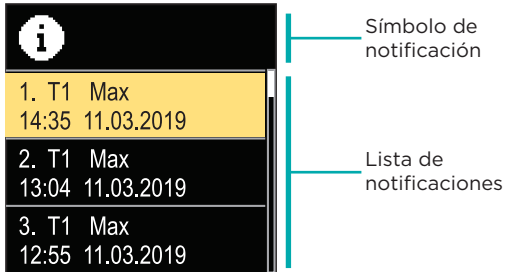 i
Símbolo de
notificación
1. T1 Max
14:35 11.03.2019
2. T1 Max
13:04 11.03.2019
3. T1 Max
12:55 11.03.2019
Lista de
notificaciones